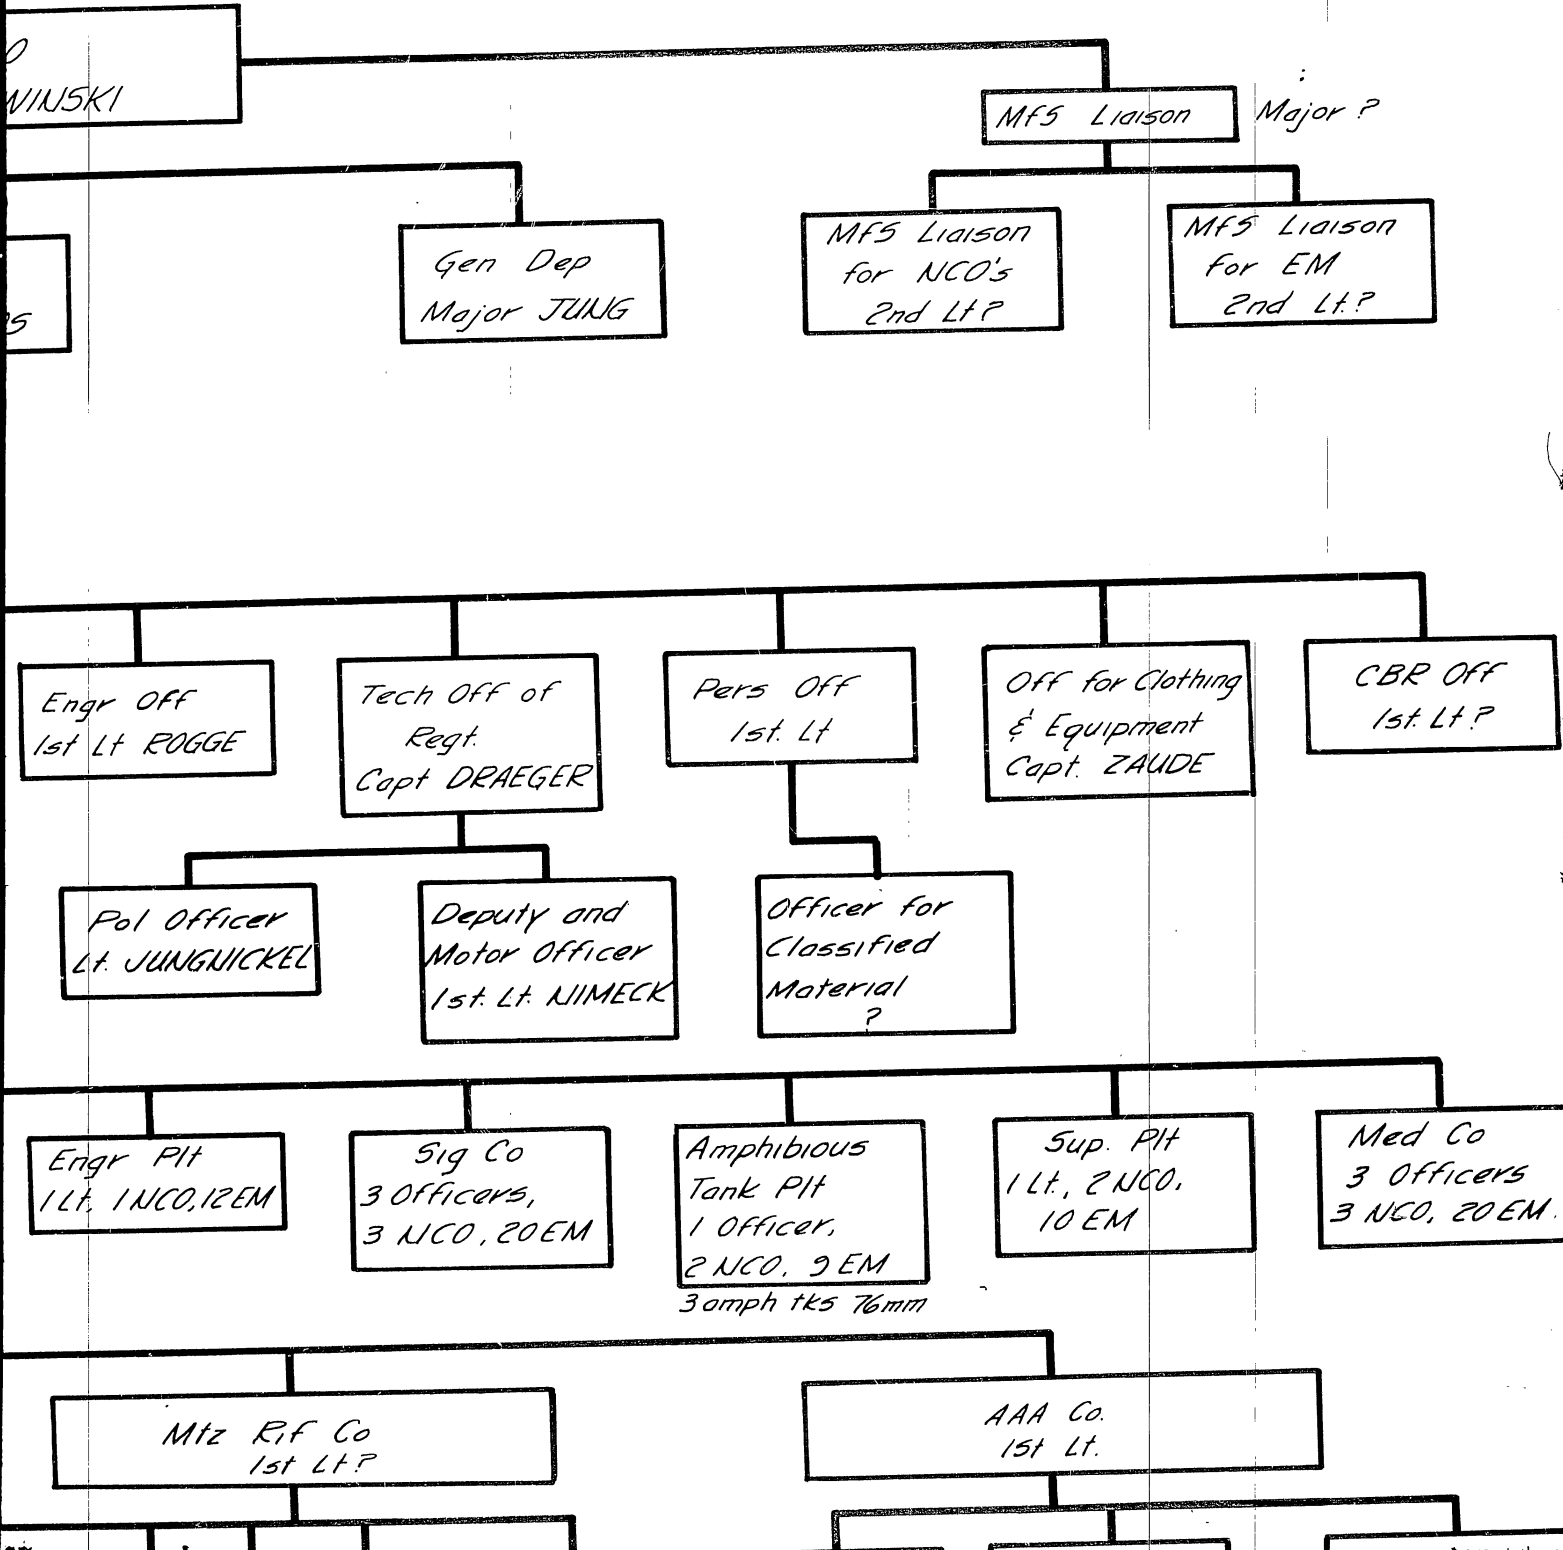 WINSKI
MfS Liaison
Major ?
Gen Dep
Major JUNG
MfS Liaison
for NCO's
2nd Lt?
MfS Liaison
for EM
2nd Lt.?
Engr Off
1st Lt ROGGE
Tech Off of
Regt.
Capt DRAEGER
Pers Off
1st. Lt
Off for Clothing
& Equipment
Capt. ZAUDE
CBR Off
1st. Lt ?
Pol Officer
Lt. JUNGNICKEL
Deputy and
Motor Officer
1st. Lt. NIMECK
Officer for
Classified
Material
?
Engr Plt
1 Lt, 1 NCO, 12 EM
Sig Co
3 Officers,
3 NCO, 20 EM
Amphibious
Tank Plt
1 Officer,
2 NCO, 9 EM
3 amph tks 76mm
Sup. Plt
1 Lt., 2 NCO,
10 EM
Med Co
3 Officers
3 NCO, 20 EM.
Mtz Rif Co
1st Lt ?
AAA Co.
1st Lt.